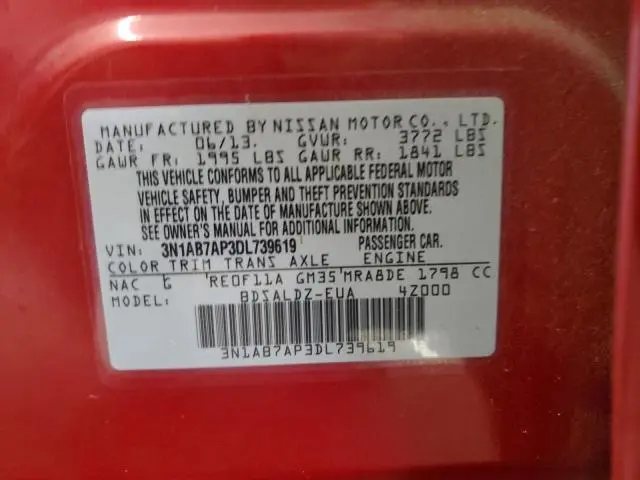 MANUFACTURED BY NISSAN MOTOR CO., LTD.
DATE: 06/13. GVWR: 3772 LBS
GAWR FR: 1995 LBS GAWR RR: 1841 LBS
THIS VEHICLE CONFORMS TO ALL APPLICABLE FEDERAL MOTOR
VEHICLE SAFETY, BUMPER AND THEFT PREVENTION STANDARDS
IN EFFECT ON THE DATE OF MANUFACTURE SHOWN ABOVE.
SEE OWNER'S MANUAL FOR ADDITIONAL INFORMATION.
VIN: 3N1AB7AP3DL739619 PASSENGER CAR.
COLOR TRIM TRANS AXLE ENGINE
NAC RE0F11A GM35 MRA8DE 1798 CC
MODEL: BDSALDZ-EUA 4Z000
3N1AB7AP3DL739619